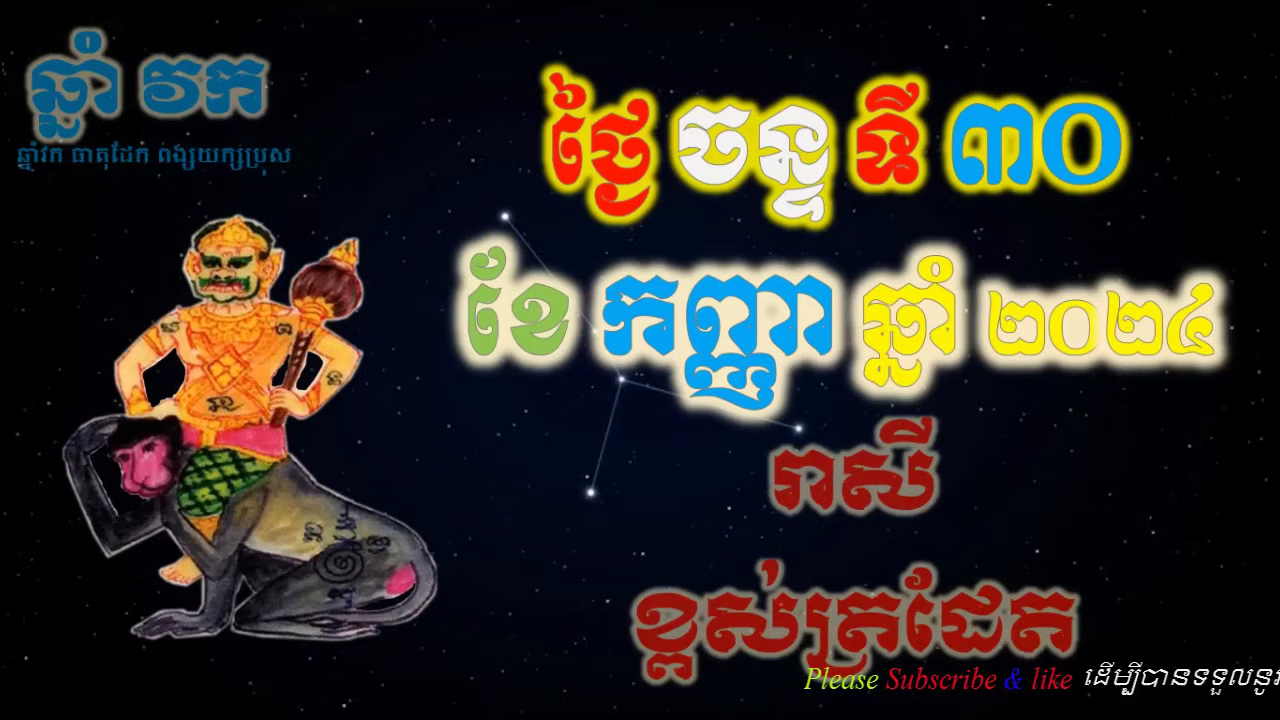 ឆ្នាំ វក
ឆ្នាំវក ធាតុដែក ពង្សយក្សប្រុស
ថ្ងៃ ចន្ទ ទី ៣០
ខែ កញ្ញា ឆ្នាំ ២០២៤
រាសី
ខ្ពស់ត្រដែត
Please Subscribe & like ដើម្បីបានទទួលនូវ